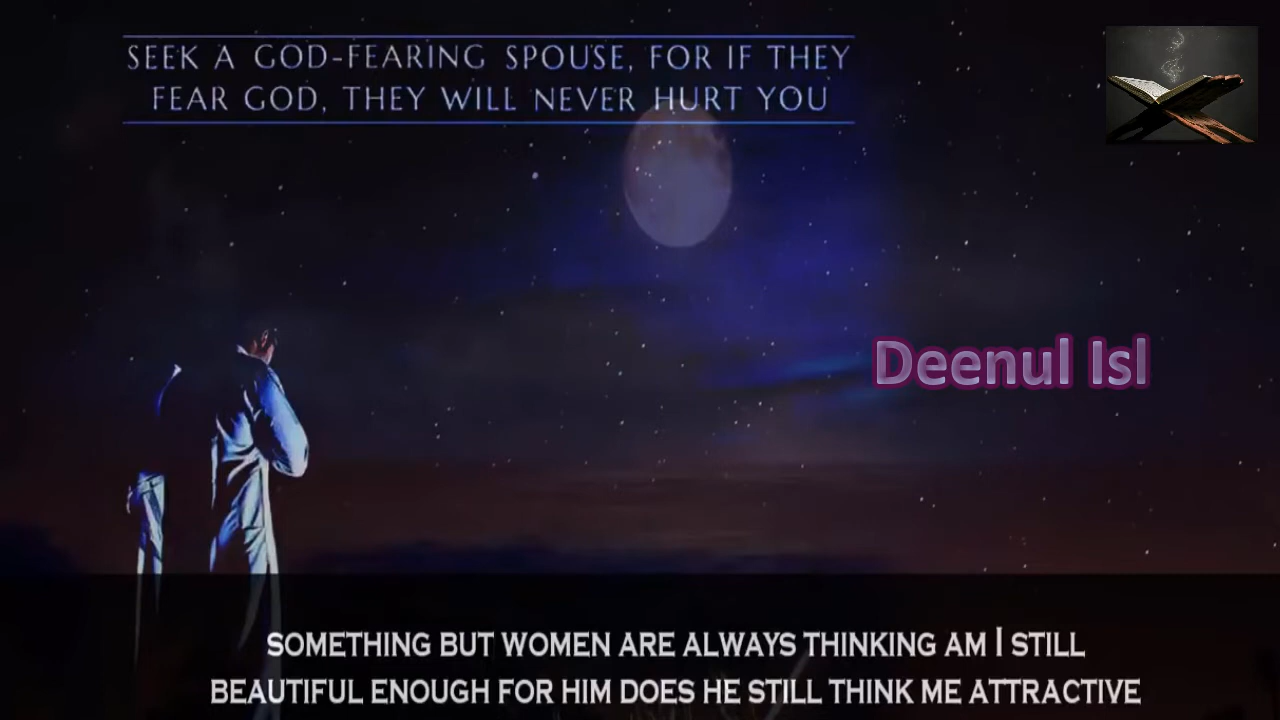 SEEK A GOD-FEARING SPOUSE, FOR IF THEY
FEAR GOD, THEY WILL NEVER HURT YOU
Deenul Isl
SOMETHING BUT WOMEN ARE ALWAYS THINKING AM I STILL
BEAUTIFUL ENOUGH FOR HIM DOES HE STILL THINK ME ATTRACTIVE